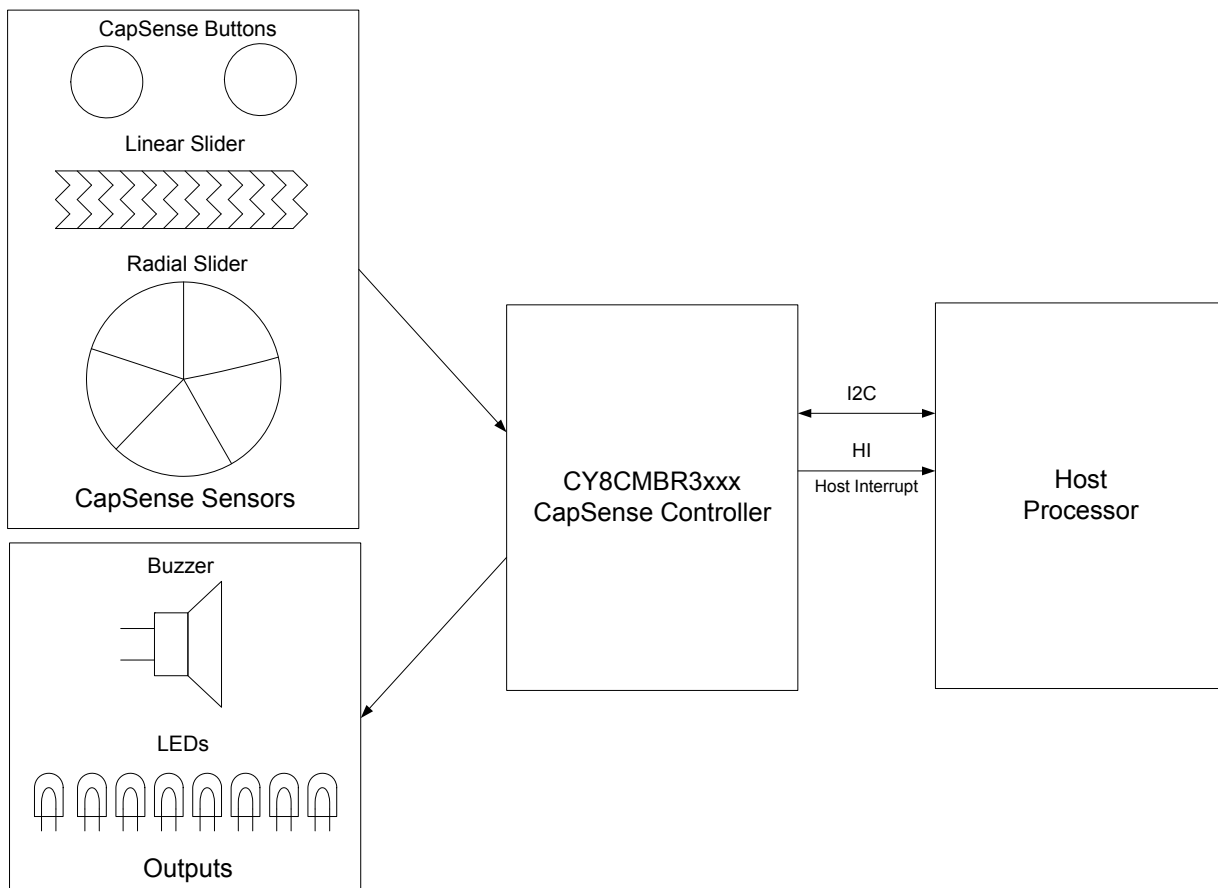 CapSense Buttons
Linear Slider
Radial Slider
CapSense Sensors
Buzzer
LEDs
Outputs
CY8CMBR3xxx
CapSense Controller
I2C
HI
Host Interrupt
Host
Processor